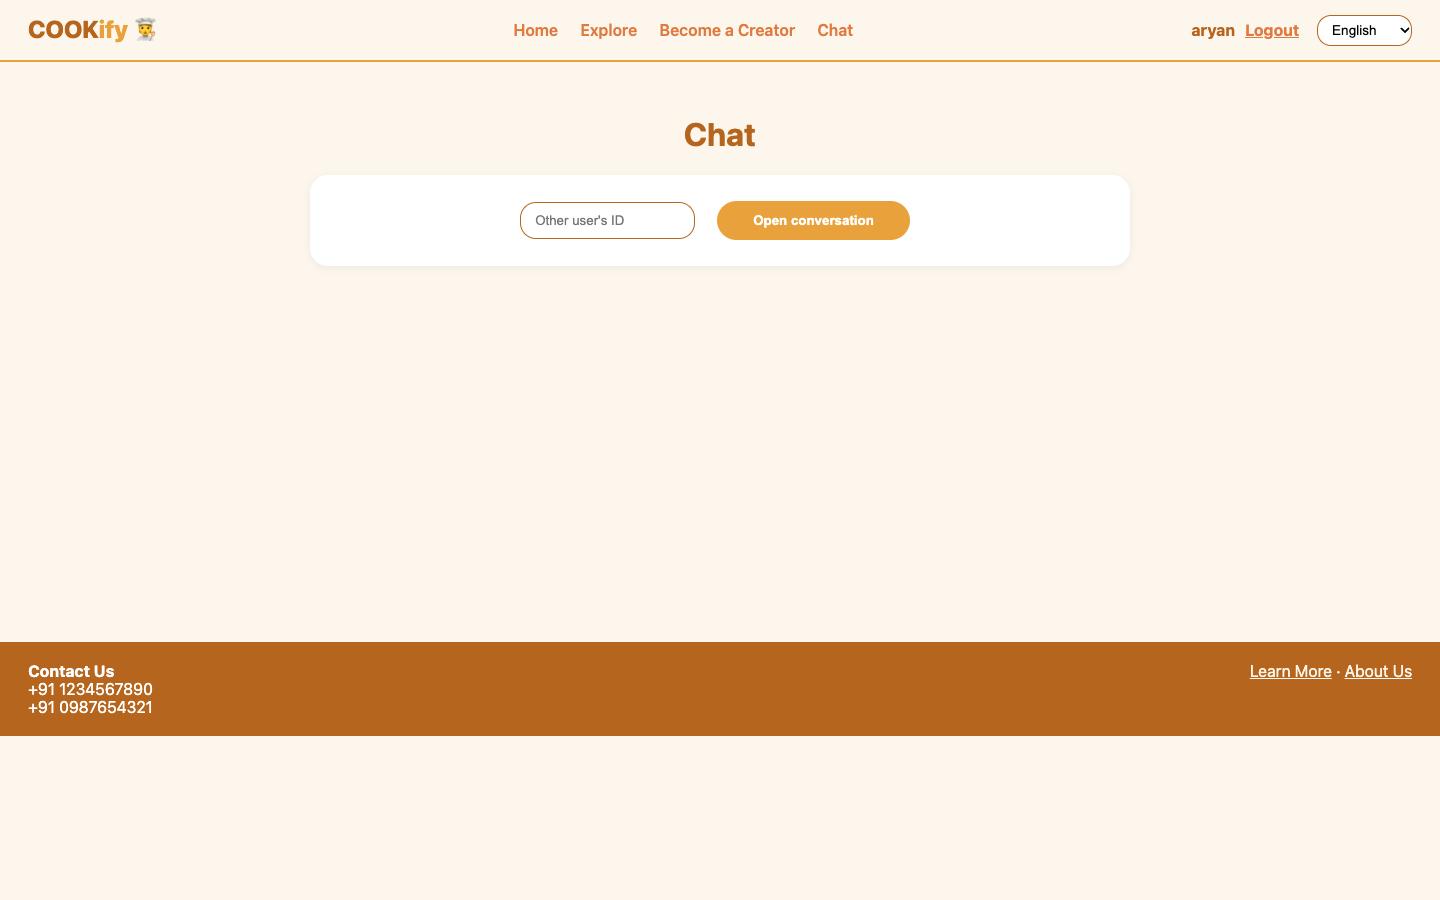 COOKify
Home Explore Become a Creator Chat
aryan Logout English
Chat
Other user's ID Open conversation
Contact Us
+91 1234567890
+91 0987654321
Learn More · About Us